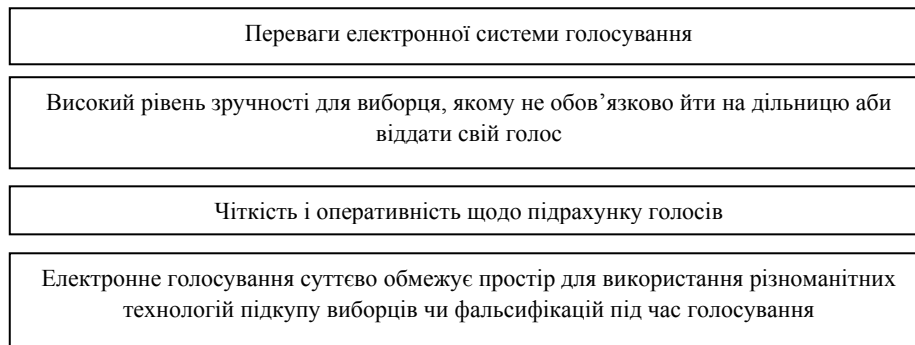 Переваги електронної системи голосування
Високий рівень зручності для виборця, якому не обов’язково йти на дільницю аби
віддати свій голос
Чіткість і оперативність щодо підрахунку голосів
Електронне голосування суттєво обмежує простір для використання різноманітних
технологій підкупу виборців чи фальсифікацій під час голосування